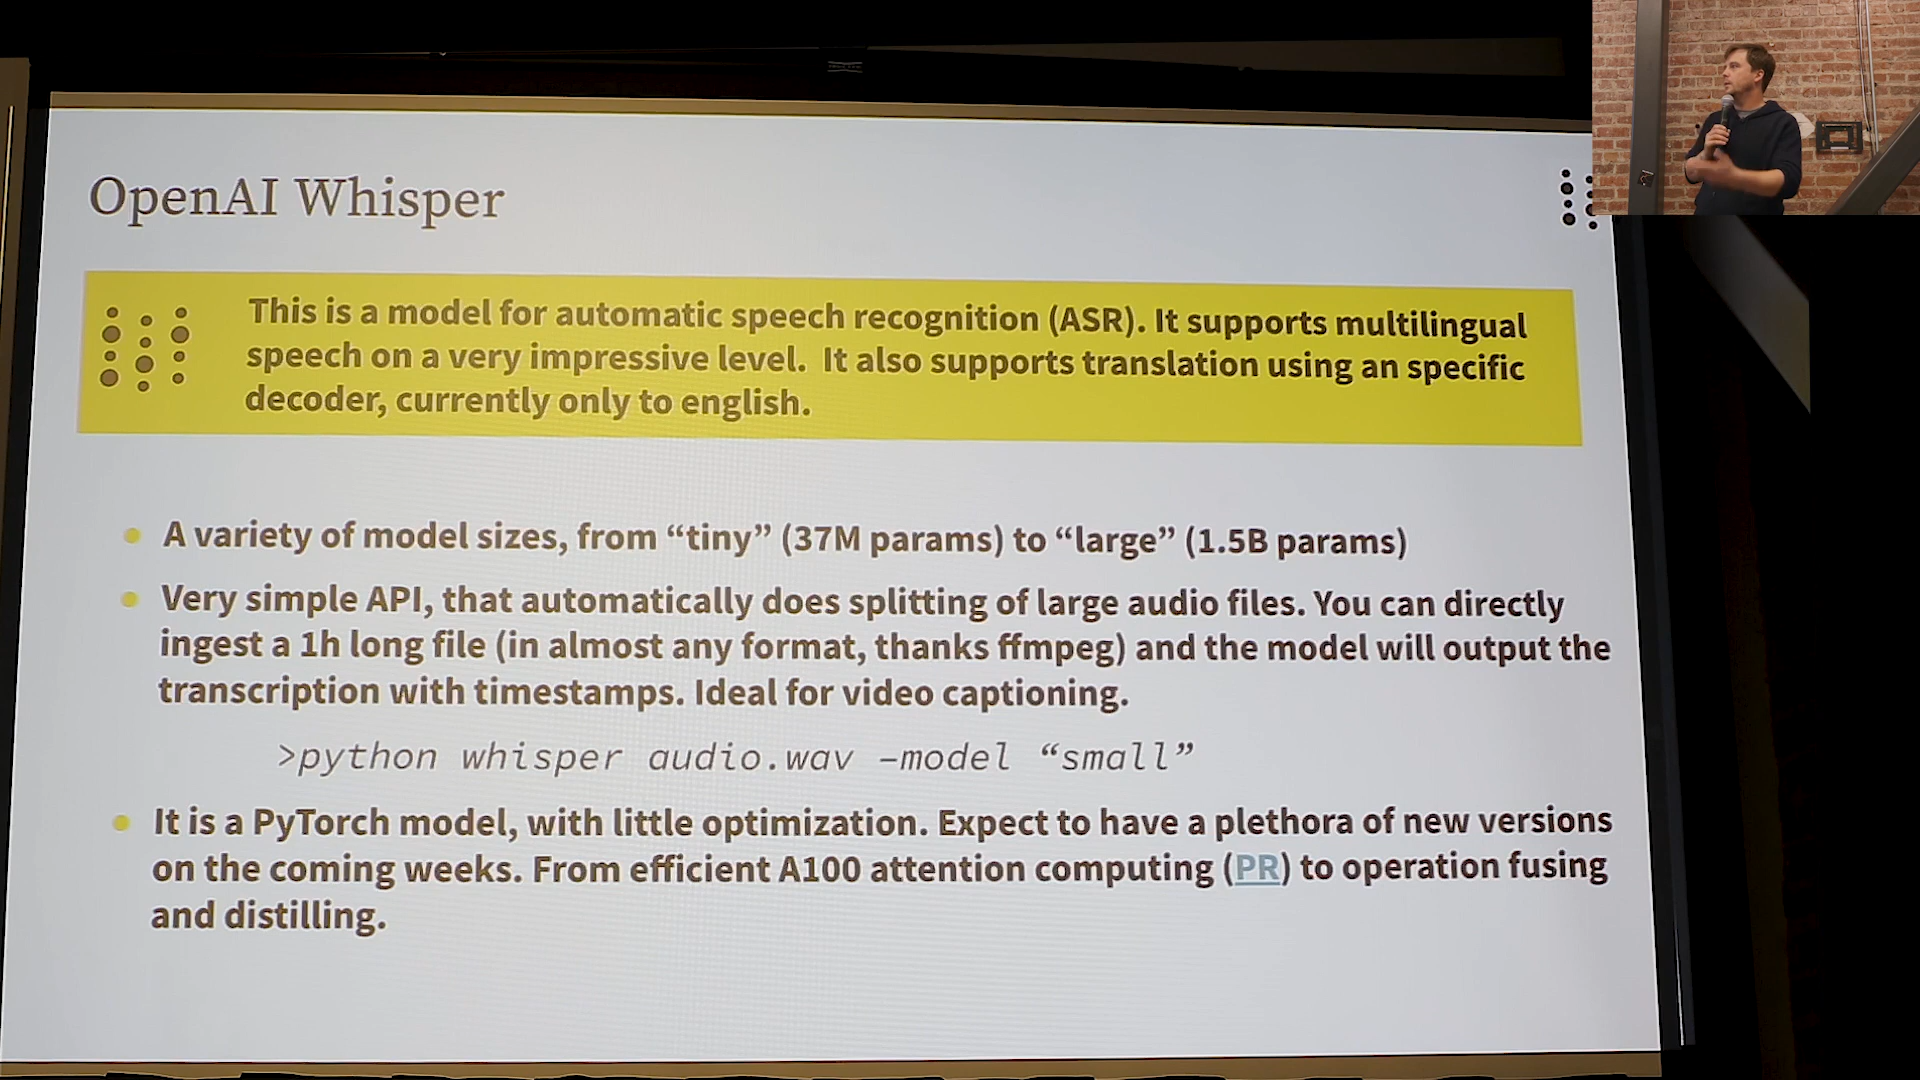 OpenAI Whisper
This is a model for automatic speech recognition (ASR). It supports multilingual
speech on a very impressive level.  It also supports translation using an specific
decoder, currently only to english.
A variety of model sizes, from “tiny” (37M params) to “large” (1.5B params)
Very simple API, that automatically does splitting of large audio files. You can directly
ingest a 1h long file (in almost any format, thanks ffmpeg) and the model will output the
transcription with timestamps. Ideal for video captioning.
>python whisper audio.wav –model “small”
It is a PyTorch model, with little optimization. Expect to have a plethora of new versions
on the coming weeks. From efficient A100 attention computing (PR) to operation fusing
and distilling.